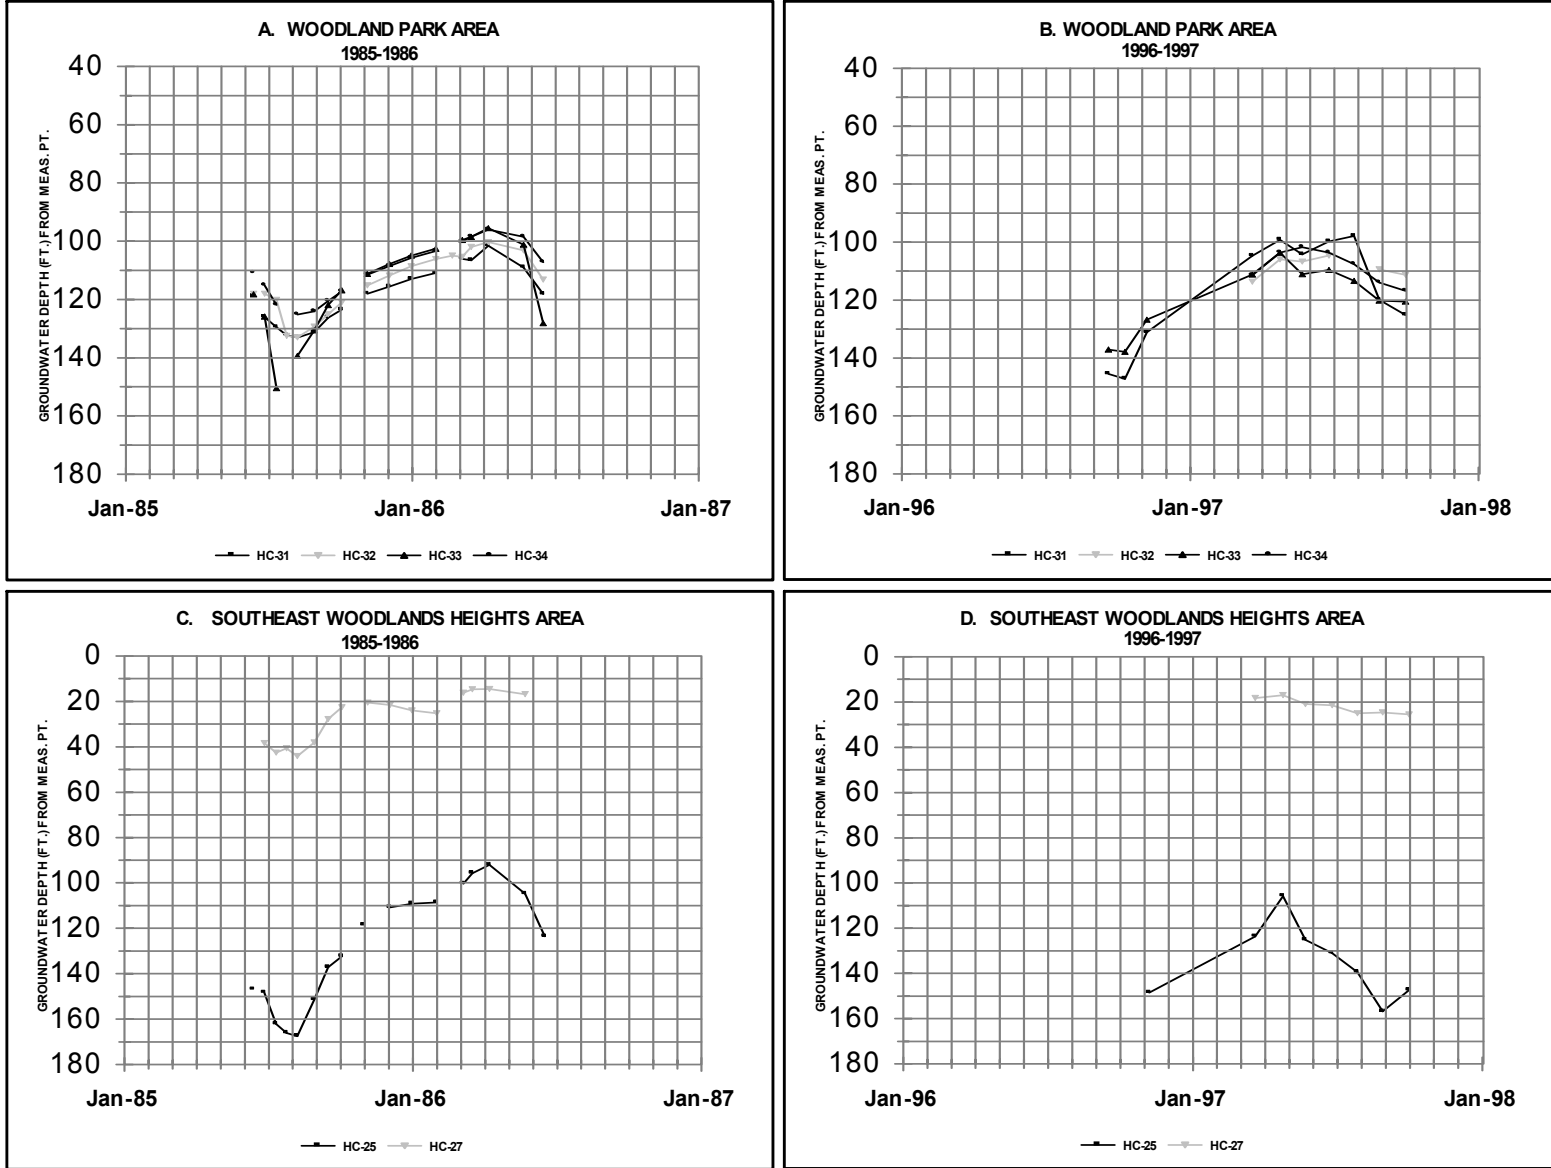 A. WOODLAND PARK AREA
1985-1986
GROUNDWATER DEPTH (FT.) FROM MEAS. PT.
40
60
80
100
120
140
160
180
Jan-85 Jan-86 Jan-87
HC-31 HC-32 HC-33 HC-34
B. WOODLAND PARK AREA
1996-1997
GROUNDWATER DEPTH (FT.) FROM MEAS. PT.
40
60
80
100
120
140
160
180
Jan-96 Jan-97 Jan-98
HC-31 HC-32 HC-33 HC-34
C. SOUTHEAST WOODLANDS HEIGHTS AREA
1985-1986
GROUNDWATER DEPTH (FT.) FROM MEAS. PT.
0
20
40
60
80
100
120
140
160
180
Jan-85 Jan-86 Jan-87
HC-25 HC-27
D. SOUTHEAST WOODLANDS HEIGHTS AREA
1996-1997
GROUNDWATER DEPTH (FT.) FROM MEAS. PT.
0
20
40
60
80
100
120
140
160
180
Jan-96 Jan-97 Jan-98
HC-25 HC-27